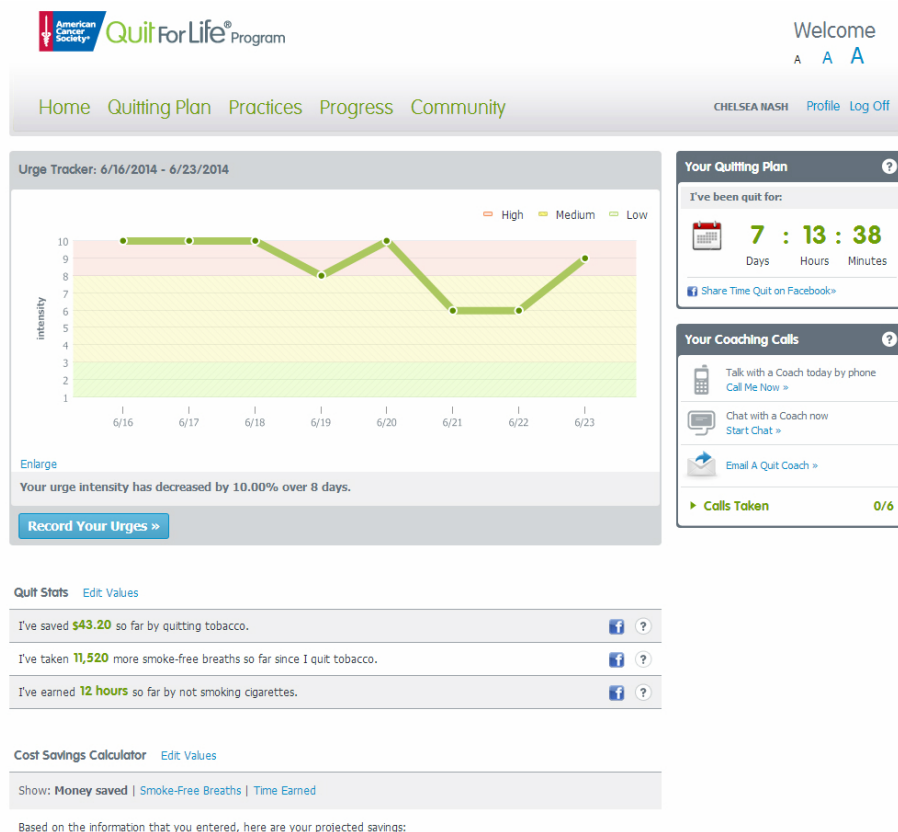 American
Cancer
Society®
Quit For Life® Program
Welcome
A A A
Home Quitting Plan Practices Progress Community
CHELSEA NASH Profile Log Off
Urge Tracker: 6/16/2014 - 6/23/2014
High Medium Low
10
9
8
7
6
5
4
3
2
1
intensity
6/16 6/17 6/18 6/19 6/20 6/21 6/22 6/23
Enlarge
Your urge intensity has decreased by 10.00% over 8 days.
Record Your Urges »
Your Quitting Plan ?
I've been quit for:
7 : 13 : 38
Days Hours Minutes
f Share Time Quit on Facebook»
Your Coaching Calls ?
Talk with a Coach today by phone
Call Me Now »
Chat with a Coach now
Start Chat »
Email A Quit Coach »
Calls Taken 0/6
Quit Stats Edit Values
I've saved $43.20 so far by quitting tobacco. f ?
I've taken 11,520 more smoke-free breaths so far since I quit tobacco. f ?
I've earned 12 hours so far by not smoking cigarettes. f ?
Cost Savings Calculator Edit Values
Show: Money saved | Smoke-Free Breaths | Time Earned
Based on the information that you entered, here are your projected savings: